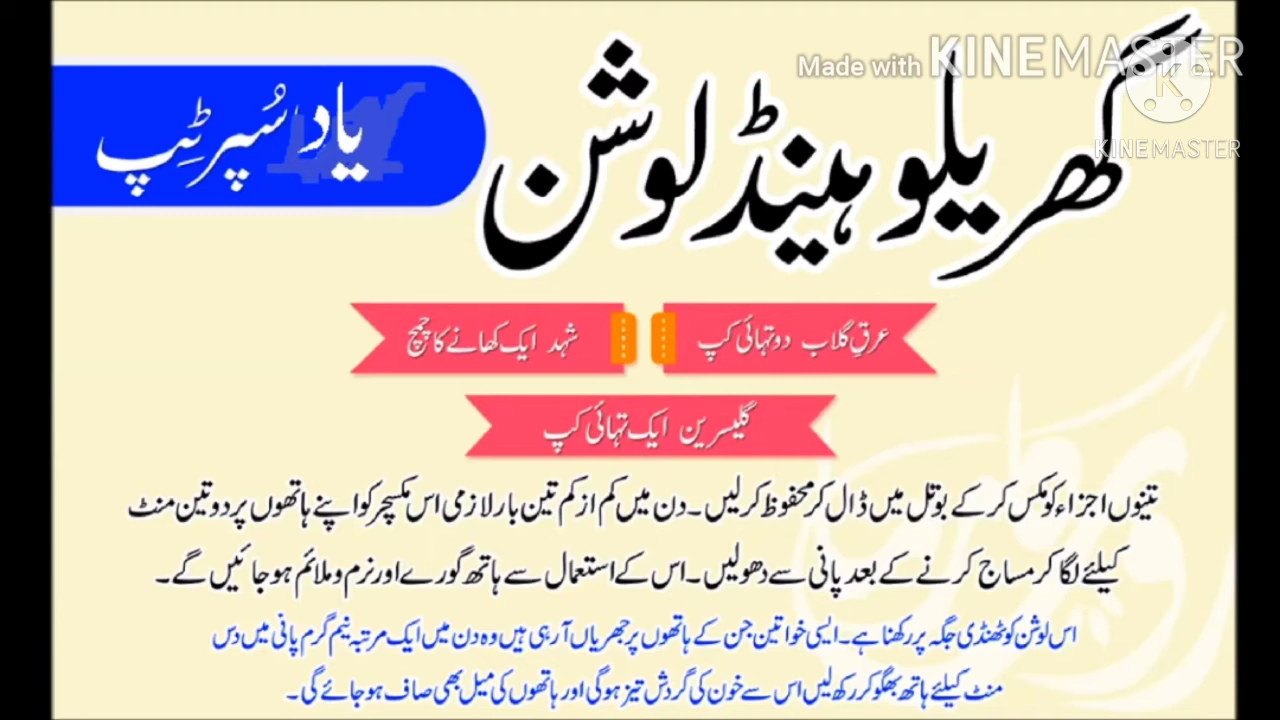 Made with KINEMASTER
KINEMASTER
گھریلو ہینڈ لوشن
یاد سُپر ٹِپ
عرقِ گلاب دو تہائی کپ
شہد ایک کھانے کا چمچ
گلیسرین ایک تہائی کپ
تینوں اجزاء کو مکس کر کے بوتل میں ڈال کر محفوظ کرلیں۔ دن میں کم از کم تین بار لازمی اس مکسچر کو اپنے ہاتھوں پر دو تین منٹ
کیلئے لگا کر مساج کرنے کے بعد پانی سے دھولیں۔ اس کے استعمال سے ہاتھ گورے اور نرم و ملائم ہو جائیں گے۔
اس لوشن کو ٹھنڈی جگہ پر رکھنا ہے۔ ایسی خواتین جن کے ہاتھوں پر جھریاں آ رہی ہیں وہ دن میں ایک مرتبہ نیم گرم پانی میں دس
منٹ کیلئے ہاتھ بھگو کر رکھ لیں اس سے خون کی گردش تیز ہوگی اور ہاتھوں کی میل بھی صاف ہو جائے گی۔